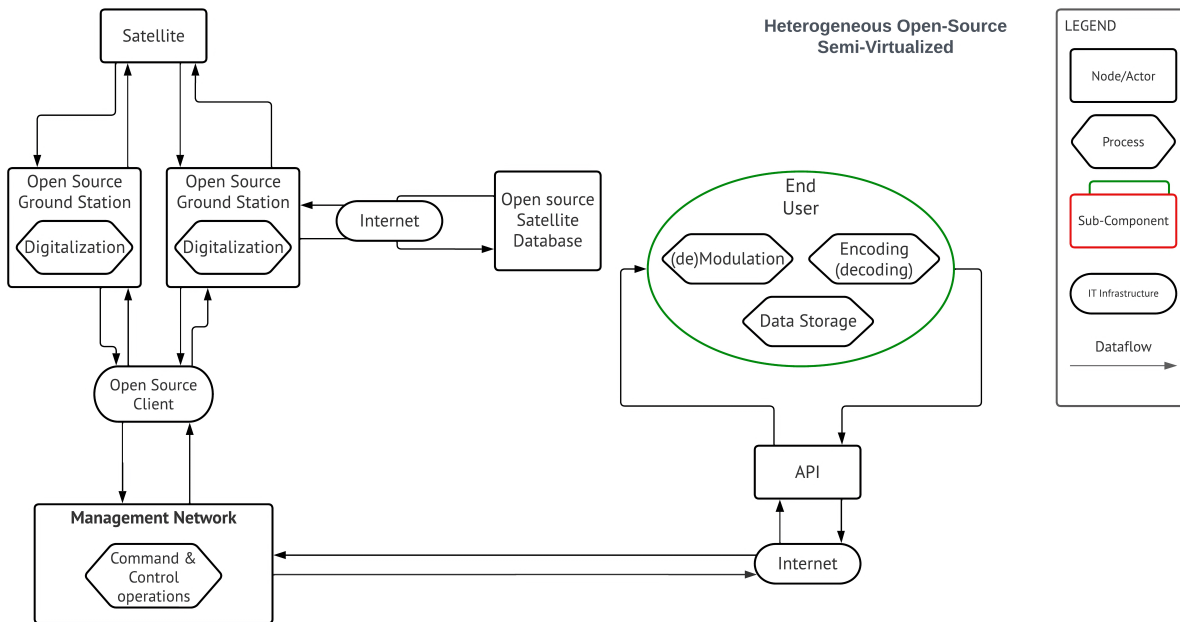 Satellite
Heterogeneous Open-Source
Semi-Virtualized
LEGEND
Node/Actor
Process
Sub-Component
IT Infrastructure
Dataflow
Open Source
Ground Station
Digitalization
Open Source
Ground Station
Digitalization
Internet
Open source
Satellite
Database
End
User
(de)Modulation
Encoding
(decoding)
Data Storage
Open Source
Client
API
Internet
Management Network
Command &
Control
operations